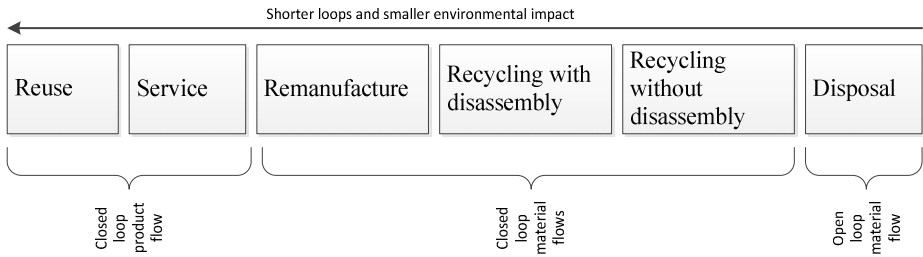 Shorter loops and smaller environmental impact
Reuse
Service
Remanufacture
Recycling with
disassembly
Recycling
without
disassembly
Disposal
Closed
loop
product
flow
Closed
loop
material
flows
Open
loop
material
flow